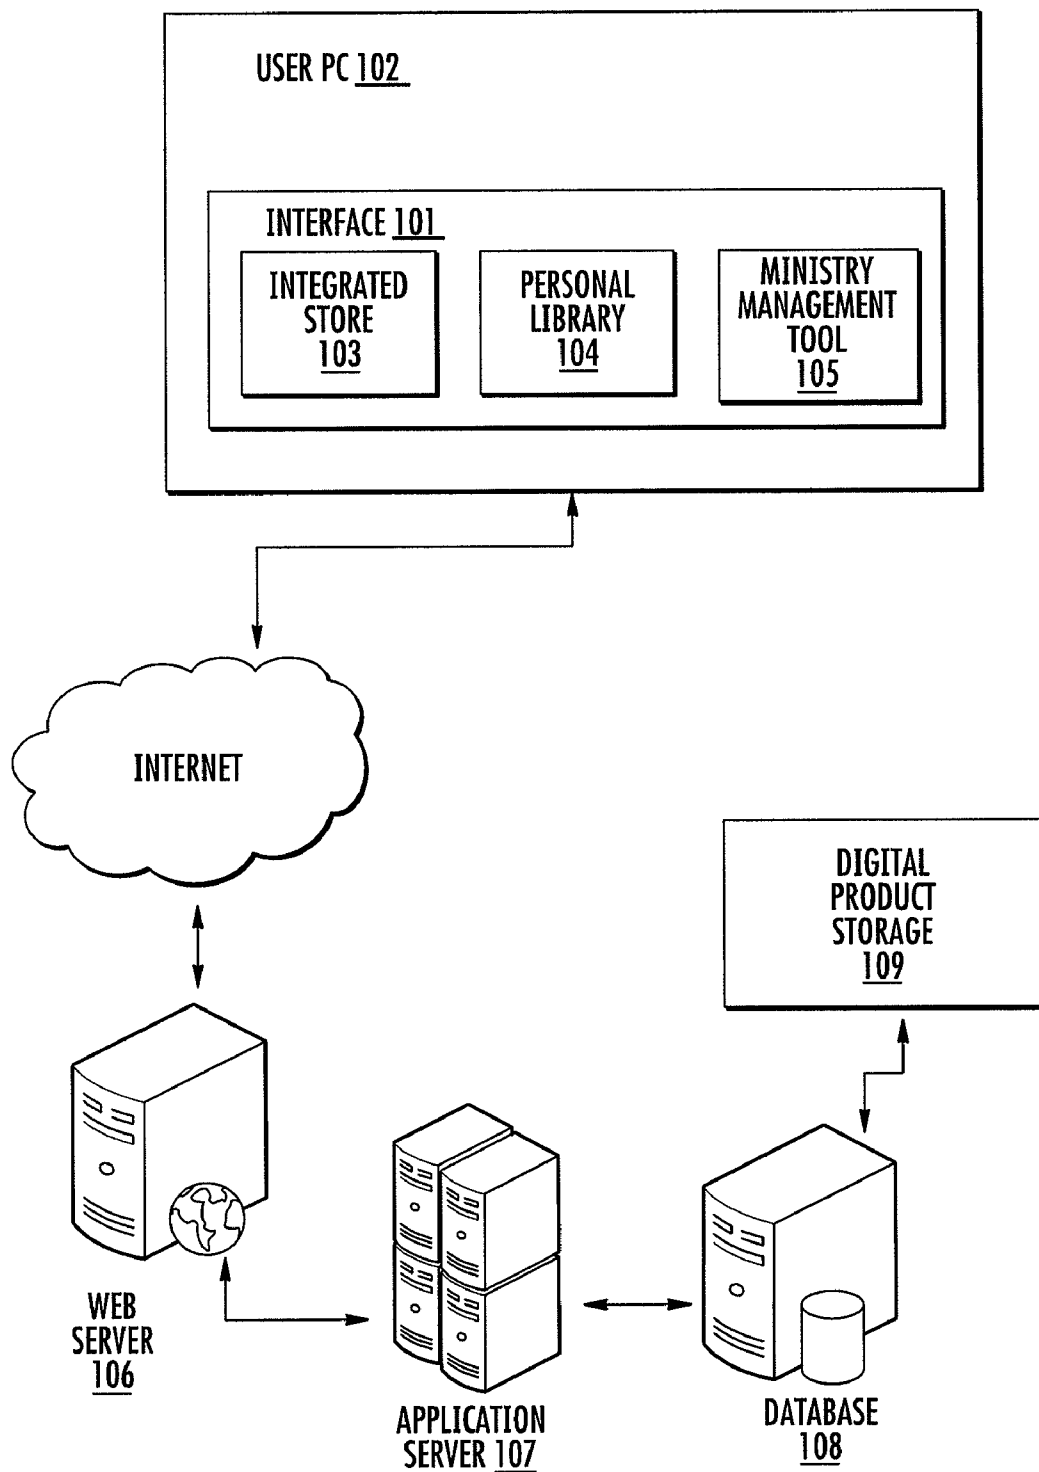 USER PC 102
INTERFACE 101
INTEGRATED
STORE
103
PERSONAL
LIBRARY
104
MINISTRY
MANAGEMENT
TOOL
105
INTERNET
DIGITAL
PRODUCT
STORAGE
109
WEB
SERVER
106
APPLICATION
SERVER 107
DATABASE
108